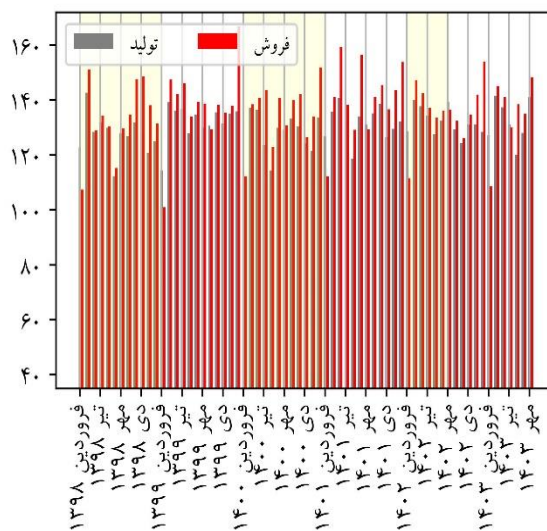 تولید
فروش
۱۶۰
۱۴۰
۱۲۰
۱۰۰
۸۰
۶۰
۴۰
فروردین ۱۳۹۸
تیر ۱۳۹۸
مهر ۱۳۹۸
دی ۱۳۹۸
فروردین ۱۳۹۹
تیر ۱۳۹۹
مهر ۱۳۹۹
دی ۱۳۹۹
فروردین ۱۴۰۰
تیر ۱۴۰۰
مهر ۱۴۰۰
دی ۱۴۰۰
فروردین ۱۴۰۱
تیر ۱۴۰۱
مهر ۱۴۰۱
دی ۱۴۰۱
فروردین ۱۴۰۲
تیر ۱۴۰۲
مهر ۱۴۰۲
دی ۱۴۰۲
فروردین ۱۴۰۳
تیر ۱۴۰۳
مهر ۱۴۰۳